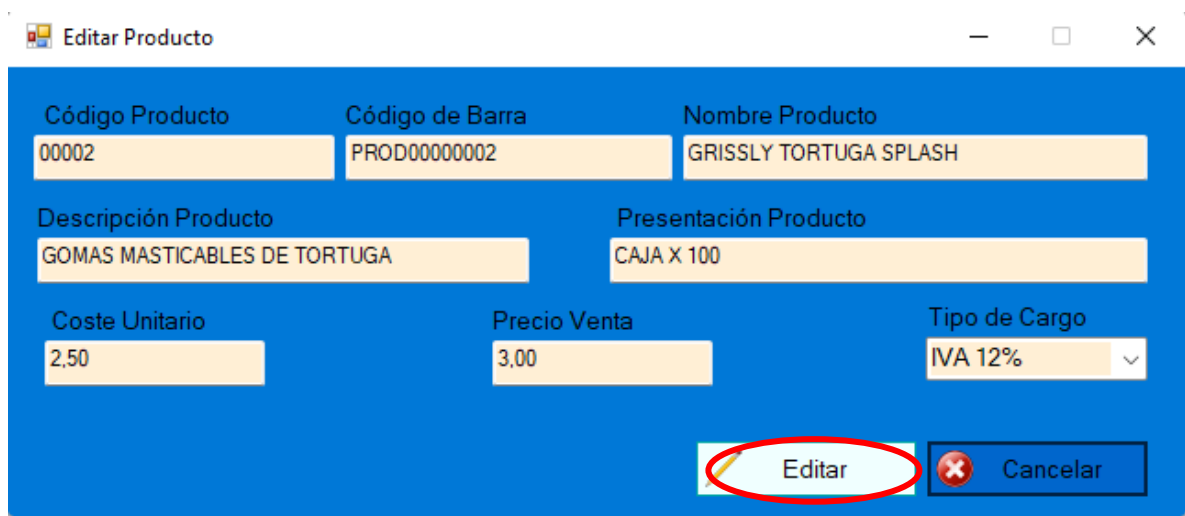 Editar Producto
Código Producto Código de Barra Nombre Producto
00002 PROD00000002 GRISSLY TORTUGA SPLASH
Descripción Producto Presentación Producto
GOMAS MASTICABLES DE TORTUGA CAJA X 100
Coste Unitario Precio Venta Tipo de Cargo
2,50 3,00 IVA 12%
Editar Cancelar